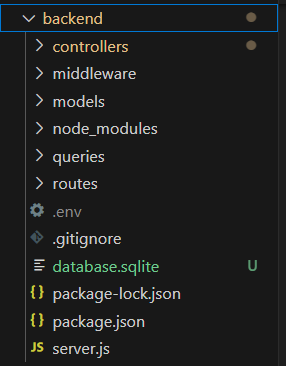 backend
controllers
middleware
models
node_modules
queries
routes
.env
.gitignore
database.sqlite U
{} package-lock.json
{} package.json
JS server.js